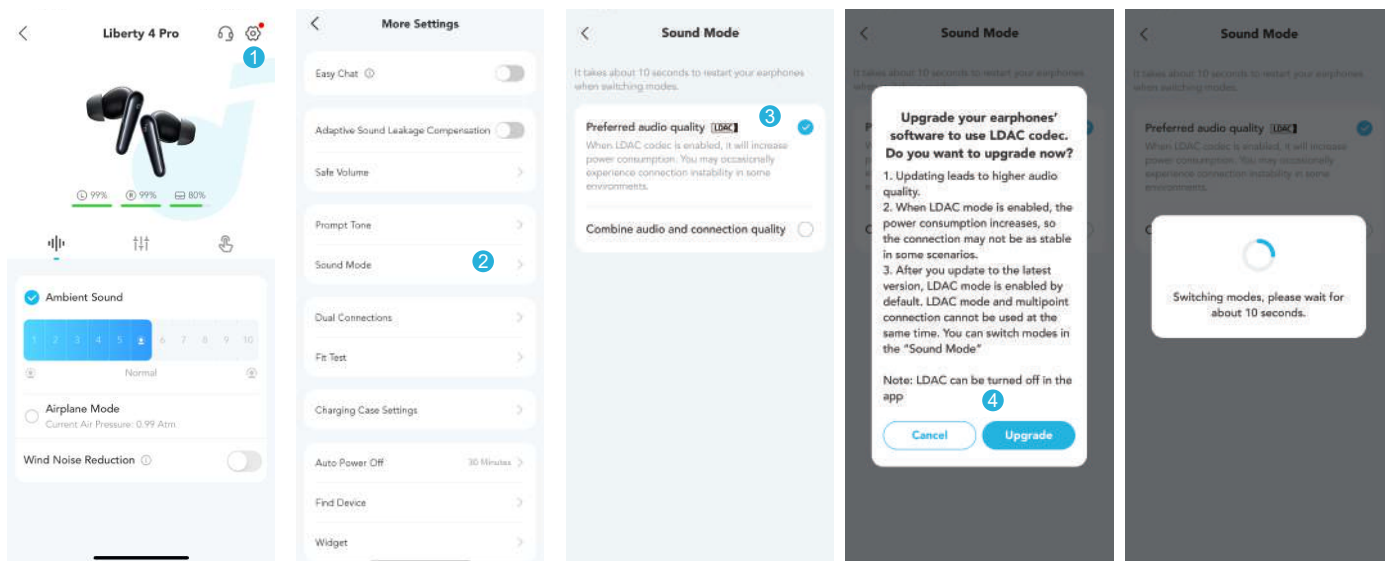 Liberty 4 Pro
1
L 99% R 99% 80%
Ambient Sound
1 2 3 4 5 6 7 8 9 10
Normal
Airplane Mode
Current Air Pressure: 0.99 Atm
Wind Noise Reduction
More Settings
Easy Chat
Adaptive Sound Leakage Compensation
Safe Volume
Prompt Tone
Sound Mode 2
Dual Connections
Fit Test
Charging Case Settings
Auto Power Off 30 Minutes
Find Device
Widget
Sound Mode
It takes about 10 seconds to restart your earphones
when switching modes.
3
Preferred audio quality LDAC
When LDAC codec is enabled, it will increase
power consumption. You may occasionally
experience connection instability in some
environments.
Combine audio and connection quality
Sound Mode
It takes about 10 seconds to restart your earphones
Upgrade your earphones'
software to use LDAC codec.
Do you want to upgrade now?
1. Updating leads to higher audio
quality.
2. When LDAC mode is enabled, the
power consumption increases, so
the connection may not be as stable
in some scenarios.
3. After you update to the latest
version, LDAC mode is enabled by
default. LDAC mode and multipoint
connection cannot be used at the
same time. You can switch modes in
the "Sound Mode"
Note: LDAC can be turned off in the
app
4
Cancel Upgrade
Sound Mode
It takes about 10 seconds to restart your earphones
when switching modes.
Preferred audio quality LDAC
When LDAC codec is enabled, it will increase
power consumption. You may occasionally
experience connection instability in some
environments.
Switching modes, please wait for
about 10 seconds.